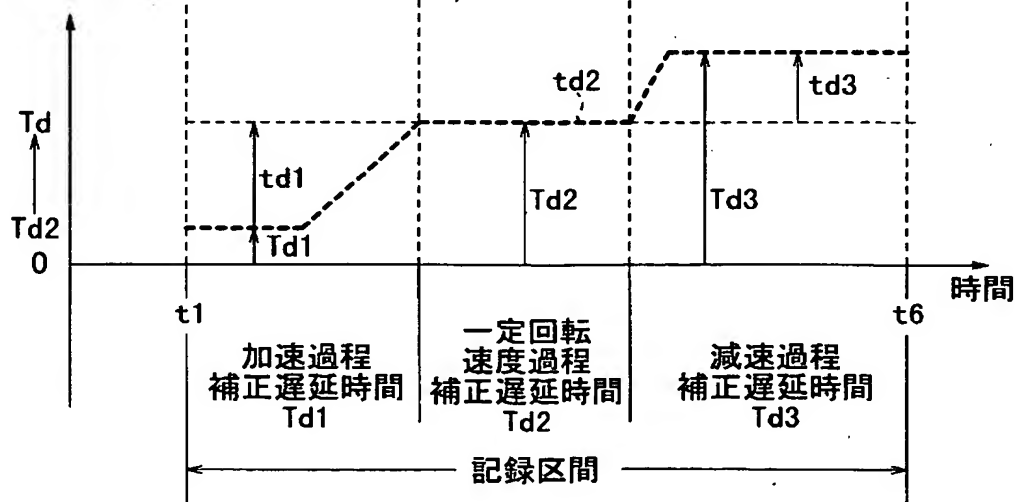 td2
td3
Td
td1
Td2
Td3
Td2
Td1
0
時間
t1
t6
加速過程
補正遅延時間
Td1
一定回転
速度過程
補正遅延時間
Td2
減速過程
補正遅延時間
Td3
記録区間